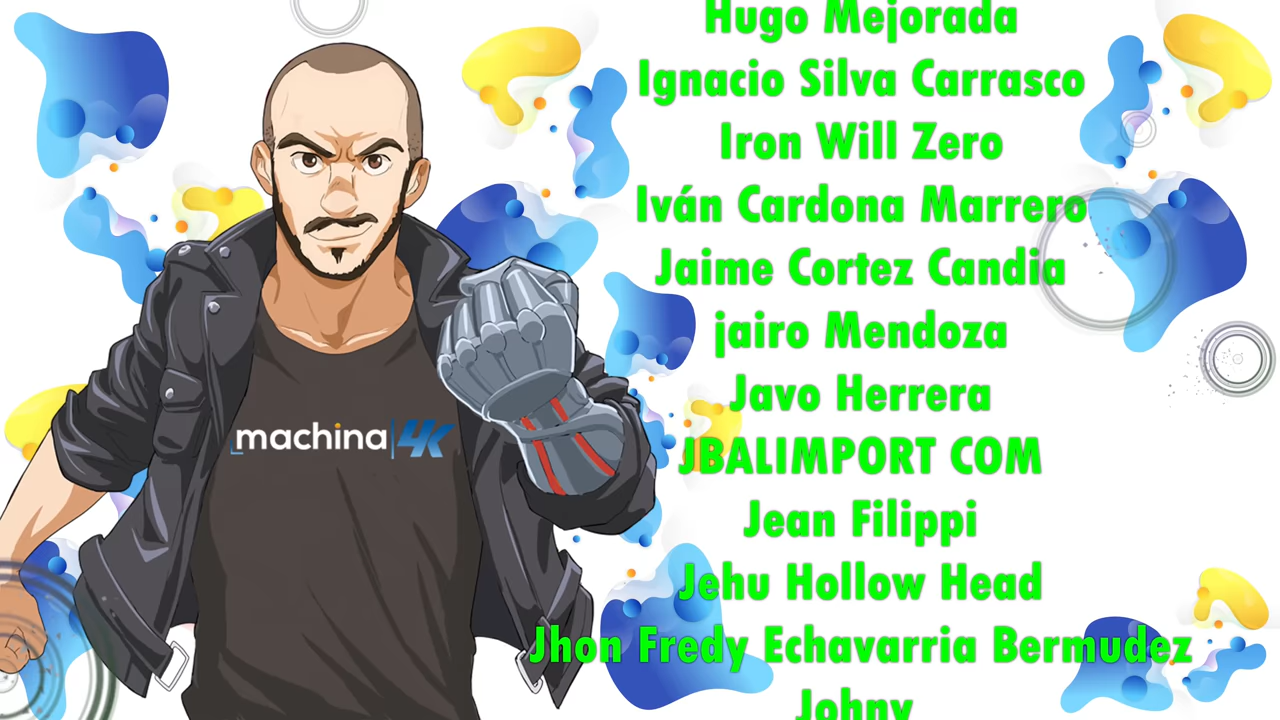 Hugo Mejorada
Ignacio Silva Carrasco
Iron Will Zero
Iván Cardona Marrero
Jaime Cortez Candia
jairo Mendoza
Javo Herrera
machina 4K
JBALIMPORT COM
Jean Filippi
Jehu Hollow Head
Jhon Fredy Echavarria Bermudez
Johny